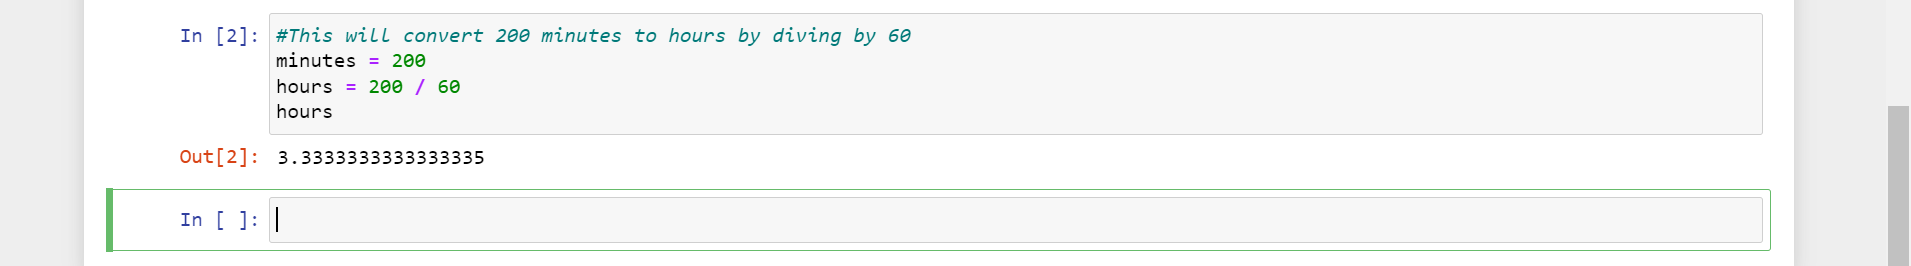 In [2]: #This will convert 200 minutes to hours by diving by 60
minutes = 200
hours = 200 / 60
hours
Out[2]: 3.3333333333333335
In [ ]: